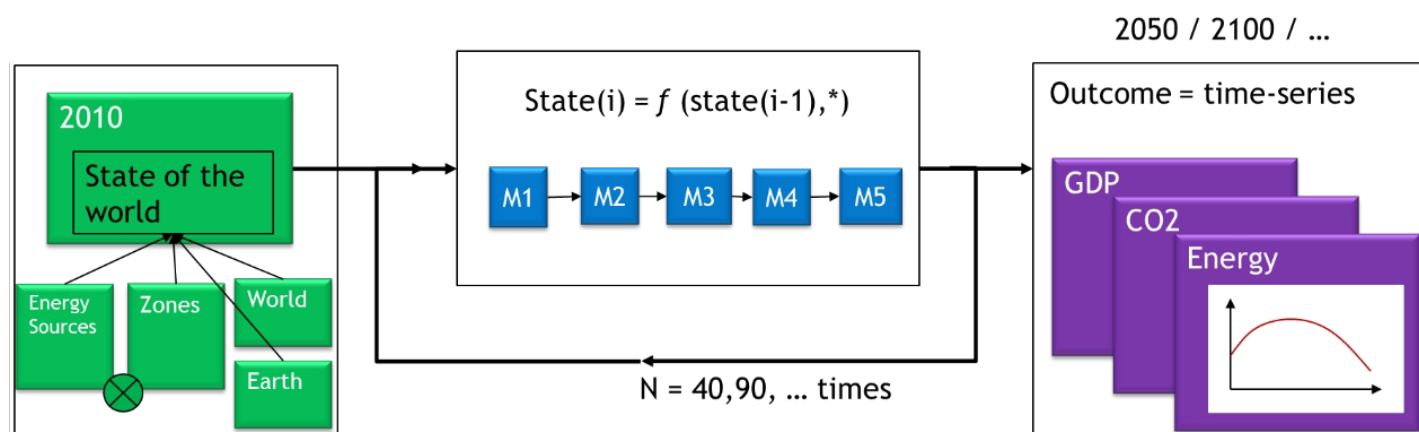 2050 / 2100 / ...
2010
State of the
world
Energy
Sources
Zones
World
Earth
State(i) = f (state(i-1),*)
M1
M2
M3
M4
M5
N = 40,90, ... times
Outcome = time-series
GDP
CO2
Energy